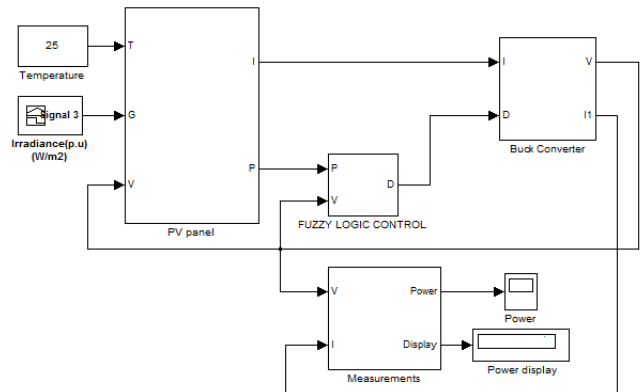 25
Temperature
Signal 3
Irradiance(p.u)
(W/m2)
T
G
V
I
P
PV panel
P
V
D
FUZZY LOGIC CONTROL
I
D
V
I1
Buck Converter
V
I
Power
Display
Measurements
Power
Power display